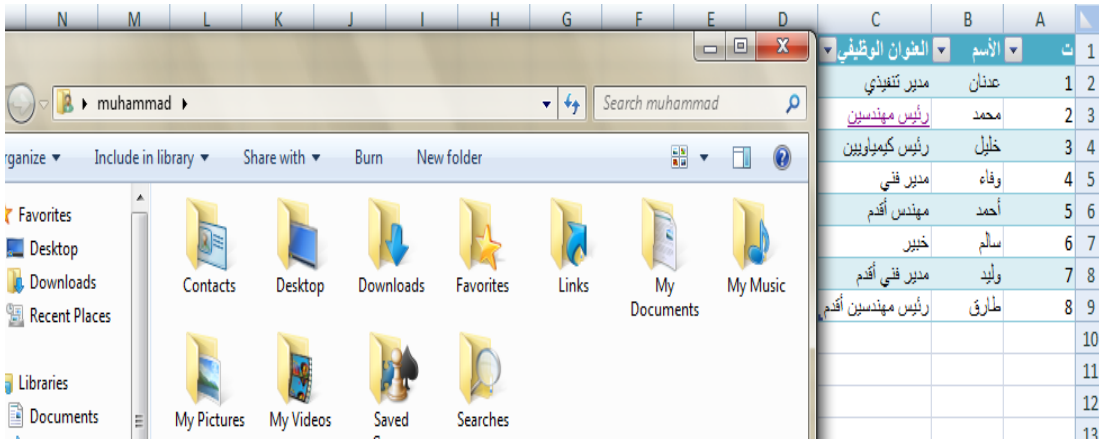 N M L K J I H G F E D C B A
ت الأسم العنوان الوظيفي 1
1 عدنان مدير تنفيذي 2
2 محمد رئيس مهندسين 3
3 خليل رئيس كيمياويين 4
4 وفاء مدير فني 5
5 أحمد مهندس أقدم 6
6 سالم خبير 7
7 وليد مدير فني أقدم 8
8 طارق رئيس مهندسين أقدم 9
10
11
12
13
muhammad
Search muhammad
rganize Include in library Share with Burn New folder
Favorites
Desktop
Downloads
Recent Places
Libraries
Documents
Contacts Desktop Downloads Favorites Links My Documents My Music
My Pictures My Videos Saved Searches